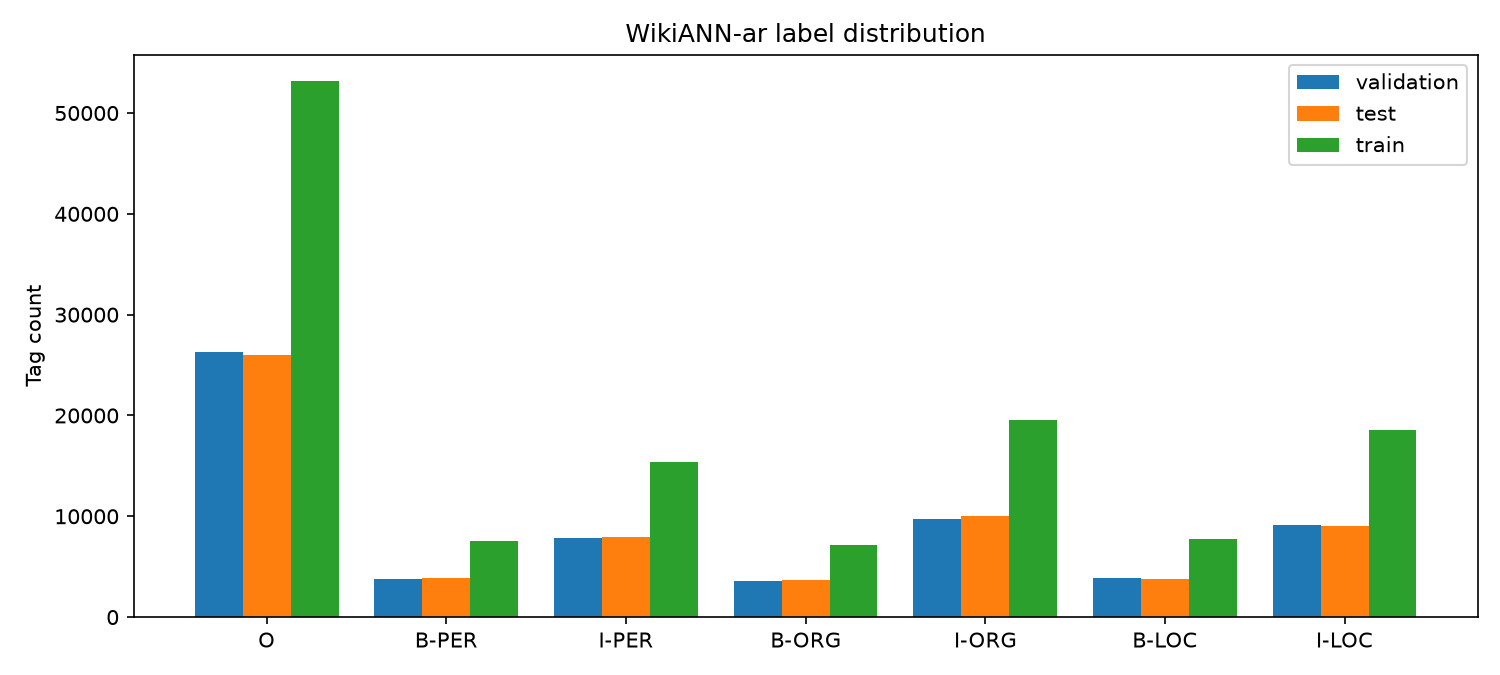 WikiANN-ar label distribution
validation
test
train
Tag count
50000
40000
30000
20000
10000
0
O B-PER I-PER B-ORG I-ORG B-LOC I-LOC